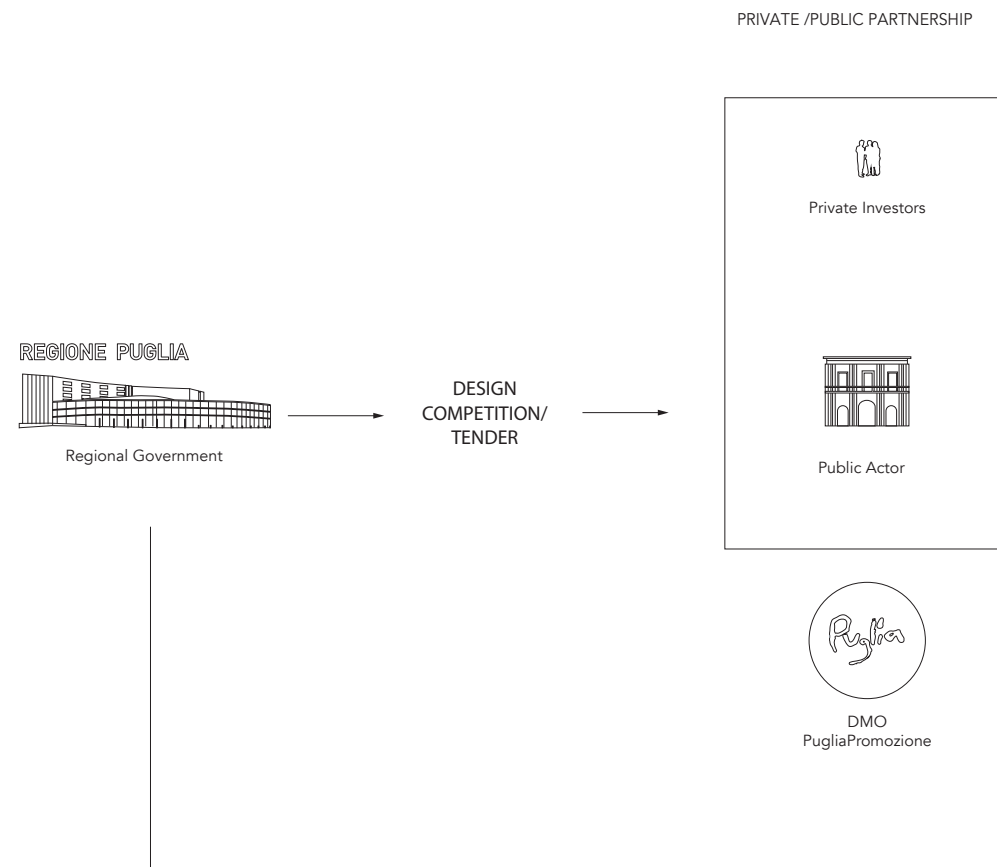 PRIVATE /PUBLIC PARTNERSHIP
Private Investors
REGIONE PUGLIA
Regional Government
DESIGN
COMPETITION/
TENDER
Public Actor
Puglia
DMO
PugliaPromozione